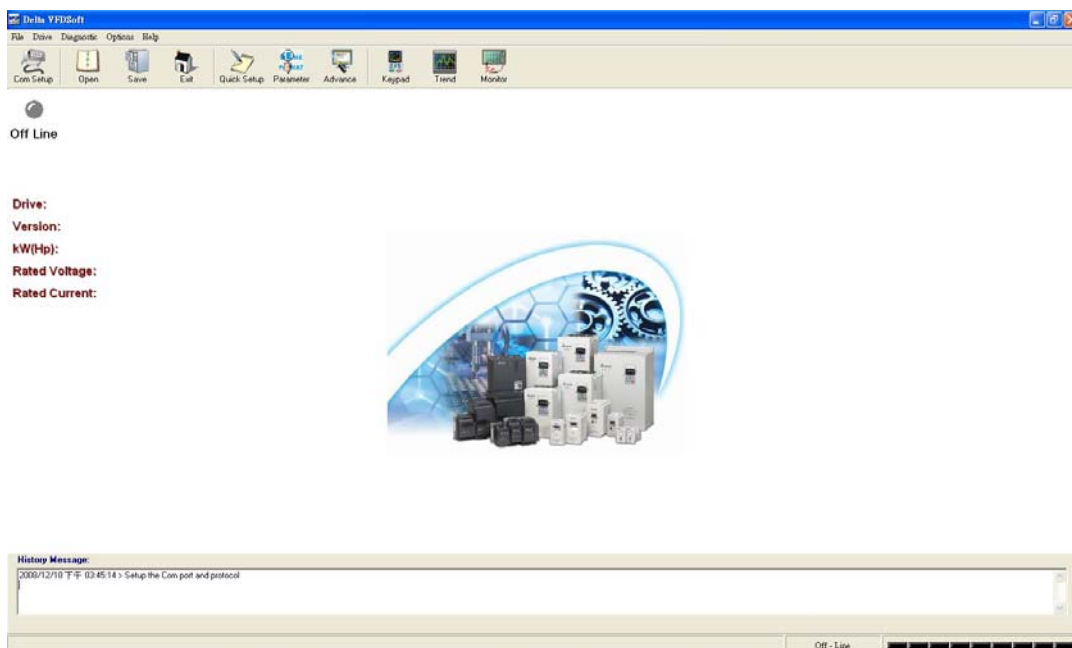 Delta VFDSoft
File Drive Diagnostic Options Help
Com Setup Open Save Exit Quick Setup Parameter Advance Keypad Trend Monitor
Off Line
Drive:
Version:
kW(Hp):
Rated Voltage:
Rated Current:
History Message:
2008/12/10 下午 03:45:14 > Setup the Com port and protocol
Off - Line